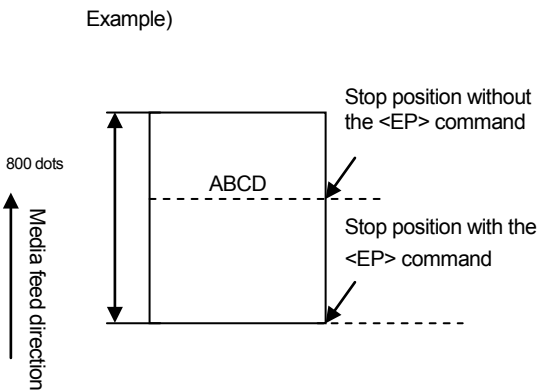 Example)
Stop position without
the <EP> command
800 dots
ABCD
Media feed direction
Stop position with the
<EP> command